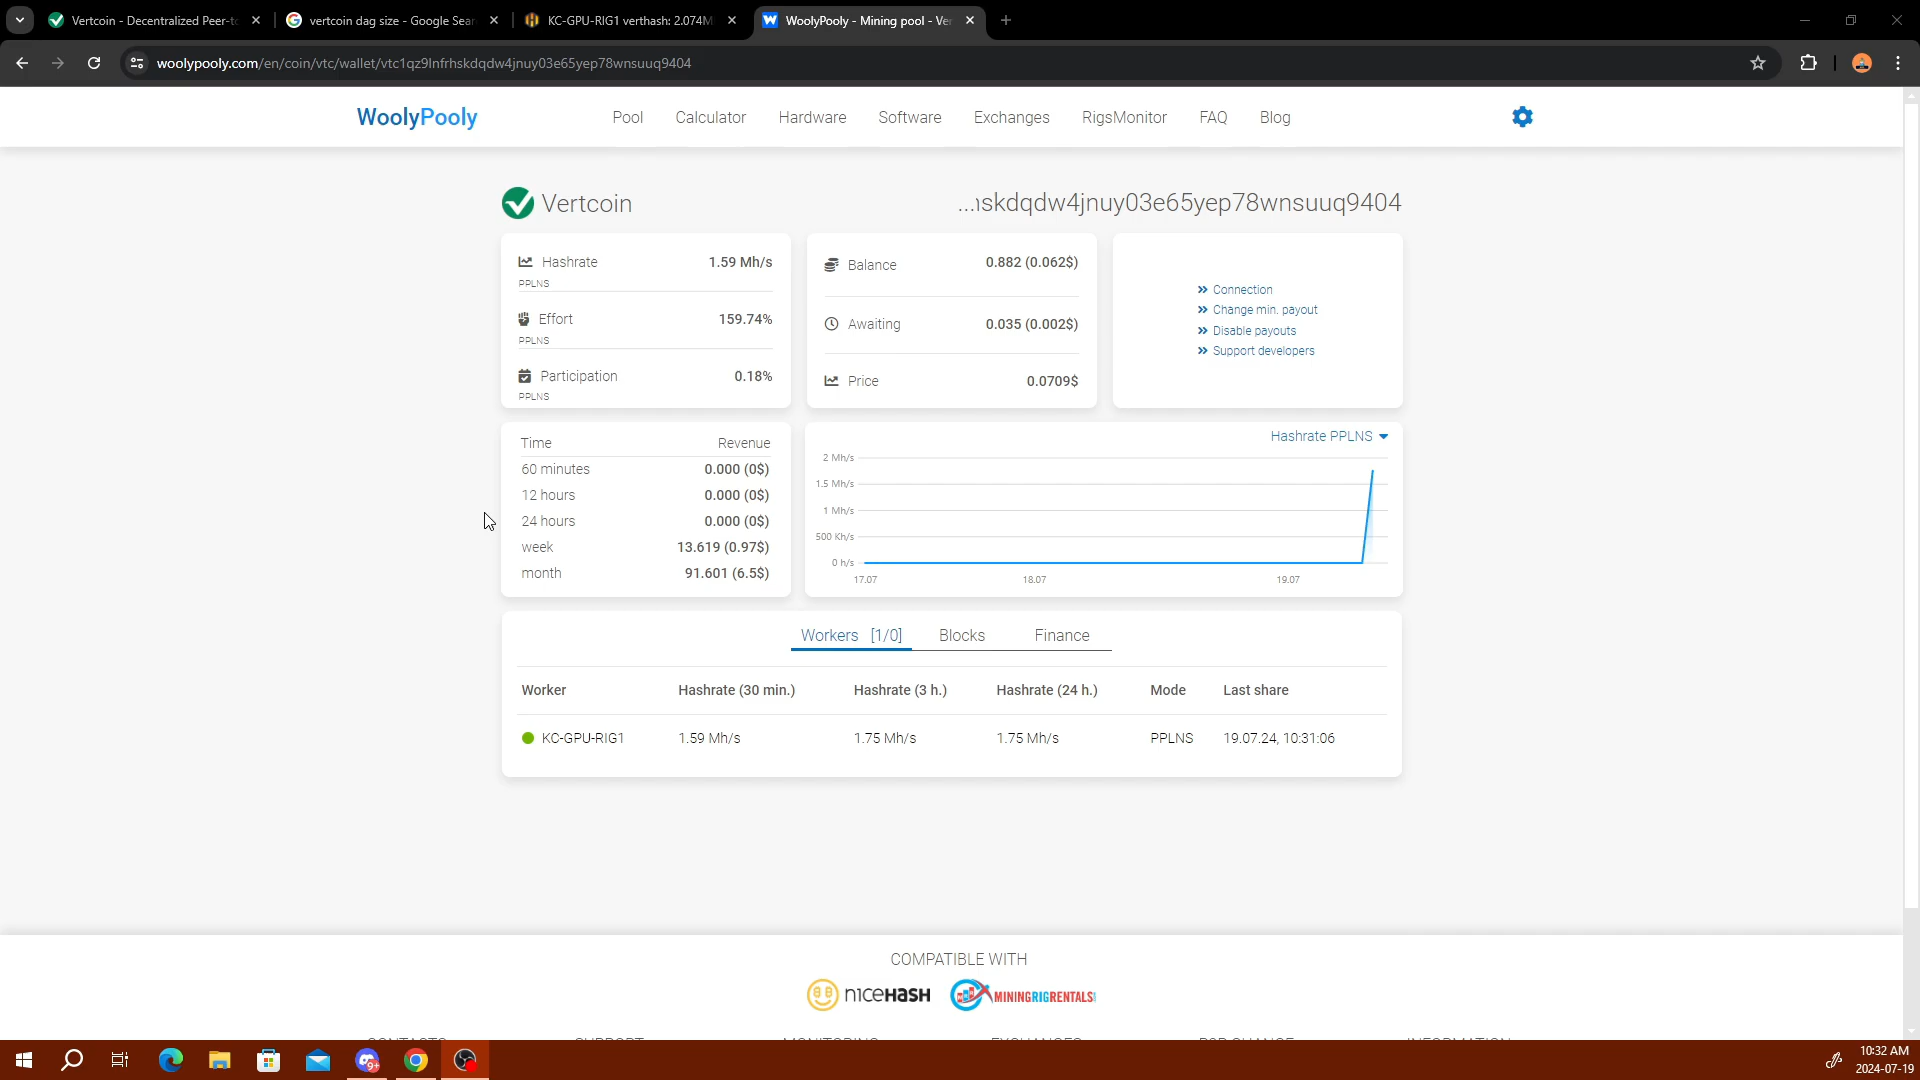 Vertcoin - Decentralized Peer-to
vertcoin dag size - Google Sear
KC-GPU-RIG1 verthash: 2.074M
WoolyPooly - Mining pool - Ver
woolypooly.com/en/coin/vtc/wallet/vtc1qz9lnfrhskdqdw4jnuy03e65yep78wnsuuq9404
WoolyPooly
Pool
Calculator
Hardware
Software
Exchanges
RigsMonitor
FAQ
Blog
Vertcoin
...skdqdw4jnuy03e65yep78wnsuuq9404
Hashrate 1.59 Mh/s
PPLNS
Effort 159.74%
PPLNS
Participation 0.18%
PPLNS
Balance 0.882 (0.062$)
Awaiting 0.035 (0.002$)
Price 0.0709$
» Connection
» Change min. payout
» Disable payouts
» Support developers
Time Revenue
60 minutes 0.000 (0$)
12 hours 0.000 (0$)
24 hours 0.000 (0$)
week 13.619 (0.97$)
month 91.601 (6.5$)
Hashrate PPLNS
2 Mh/s
1.5 Mh/s
1 Mh/s
500 Kh/s
0 h/s
17.07 18.07 19.07
Workers [1/0] Blocks Finance
Worker Hashrate (30 min.) Hashrate (3 h.) Hashrate (24 h.) Mode Last share
KC-GPU-RIG1 1.59 Mh/s 1.75 Mh/s 1.75 Mh/s PPLNS 19.07.24, 10:31:06
COMPATIBLE WITH
nicehash
MININGRIGRENTALS
9+
10:32 AM
2024-07-19